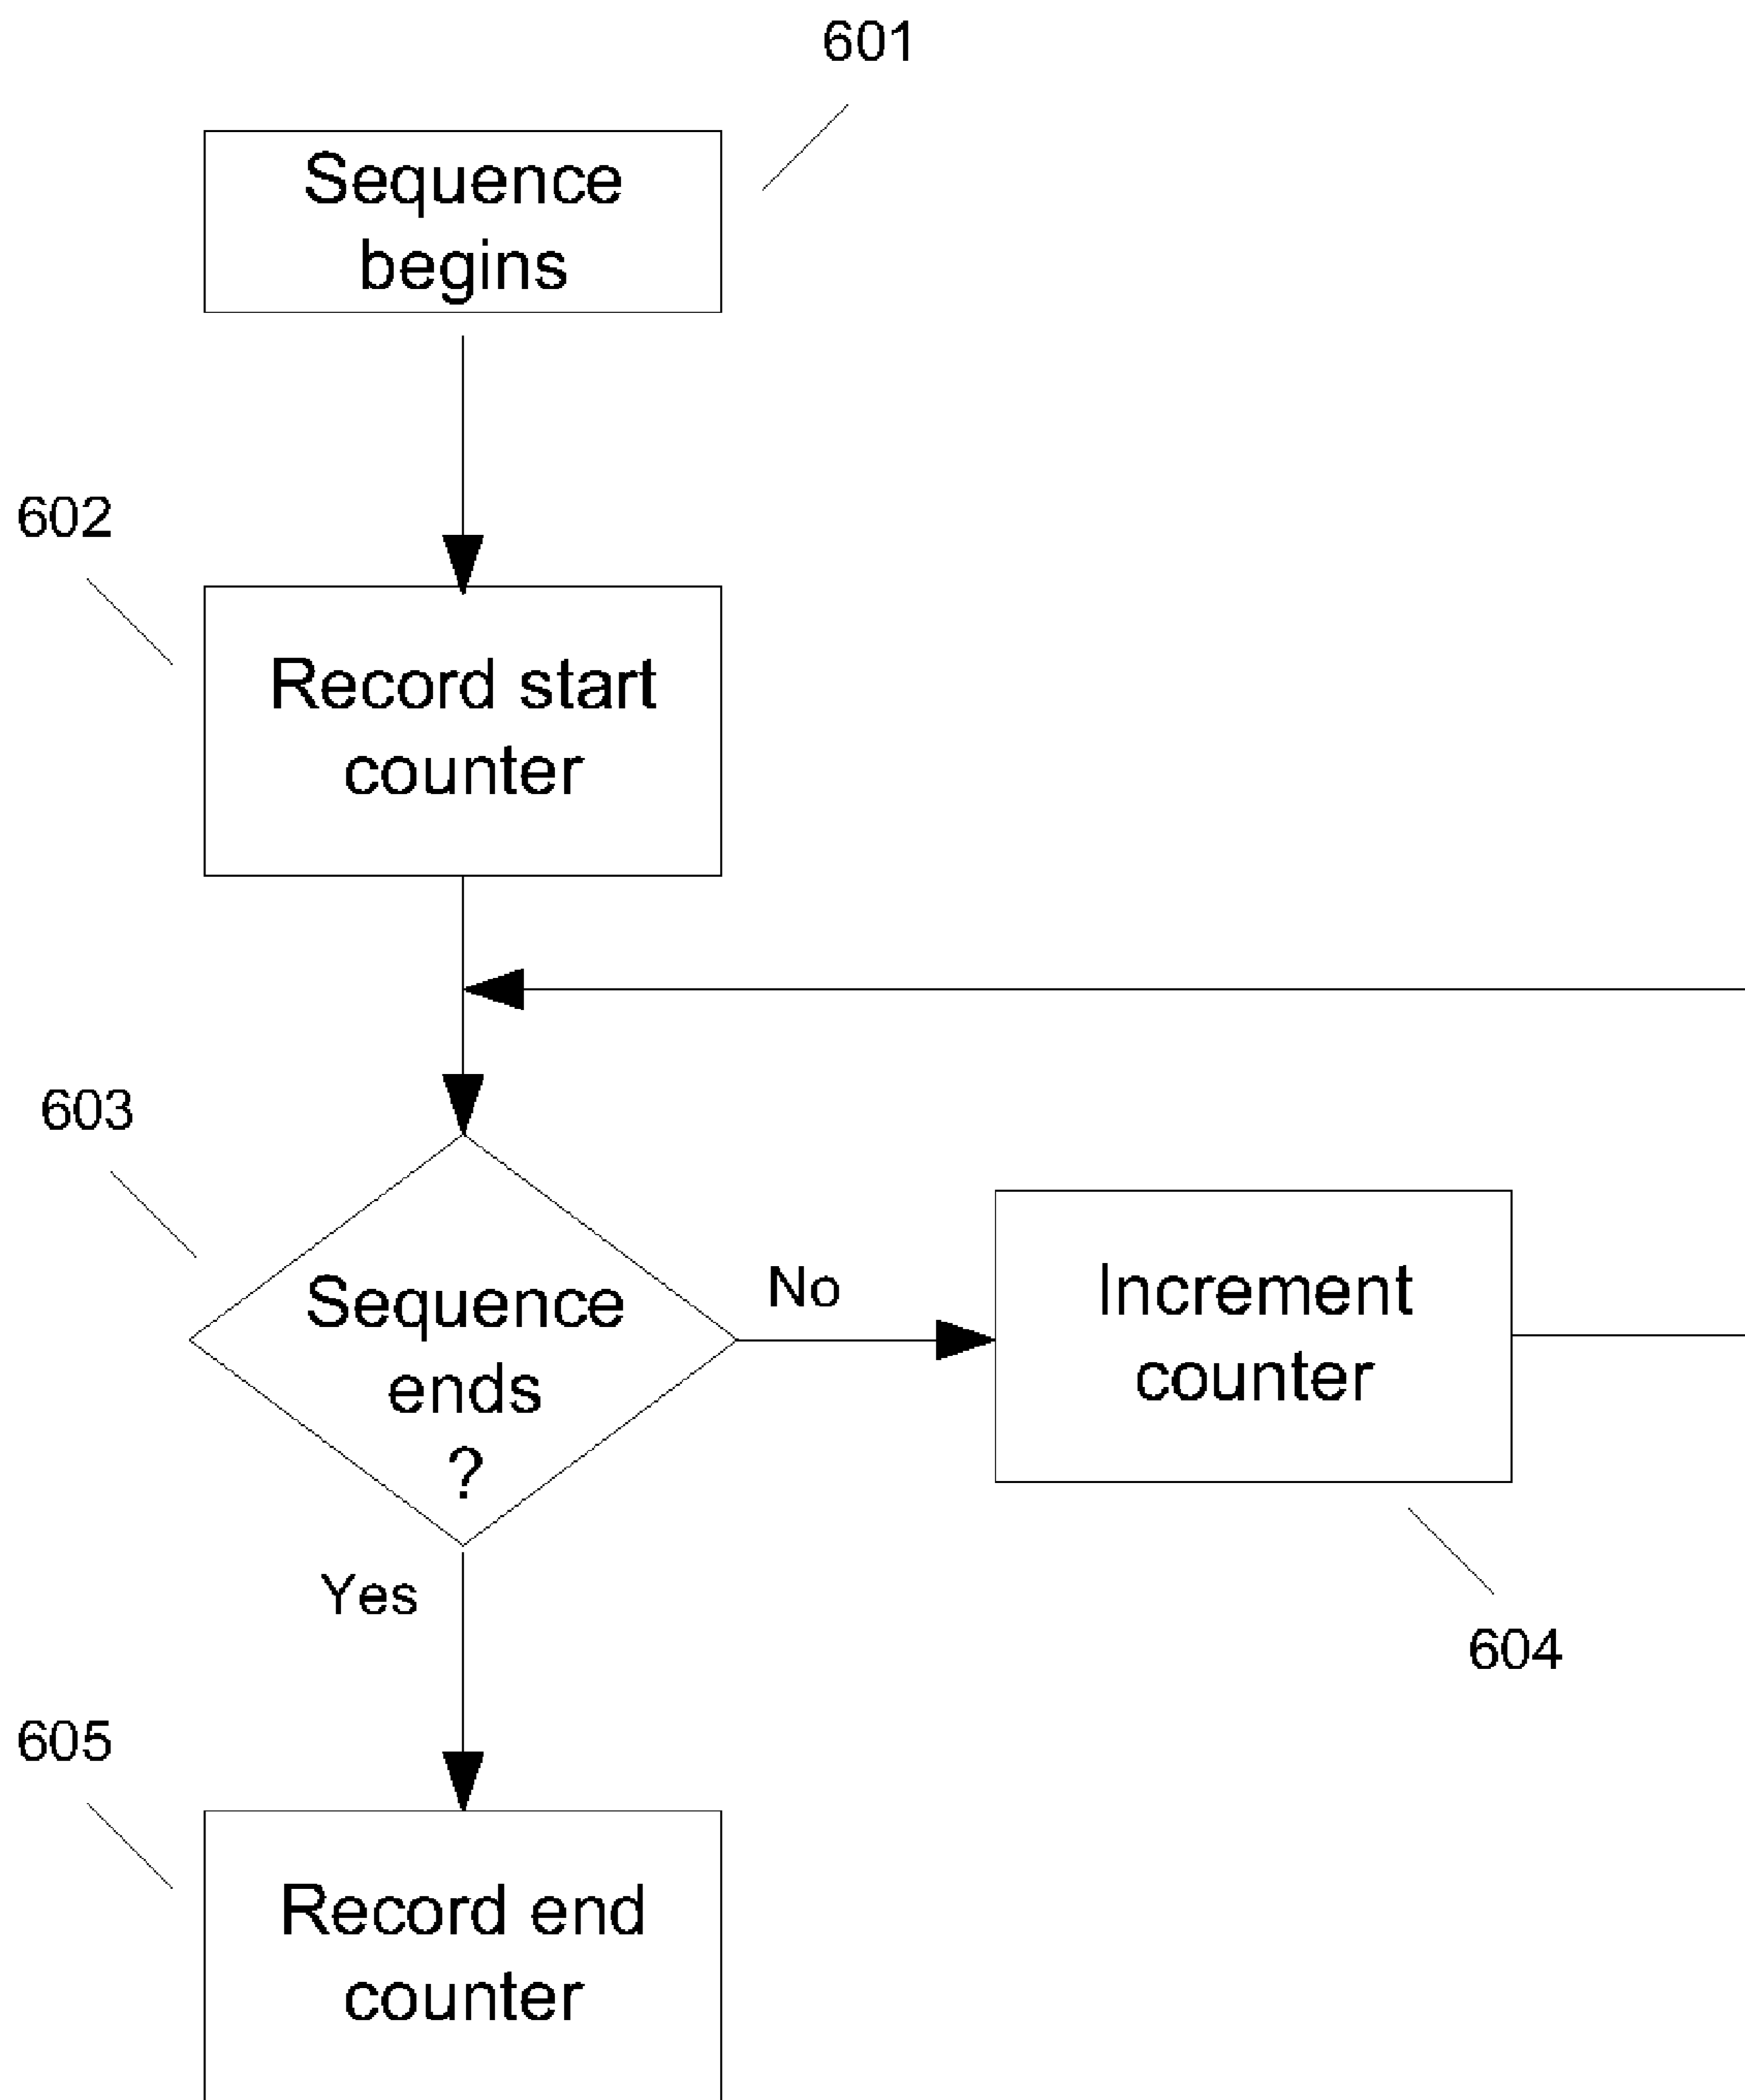 601
Sequence
begins
602
Record start
counter
603
Sequence
ends
?
No
Increment
counter
Yes
604
605
Record end
counter